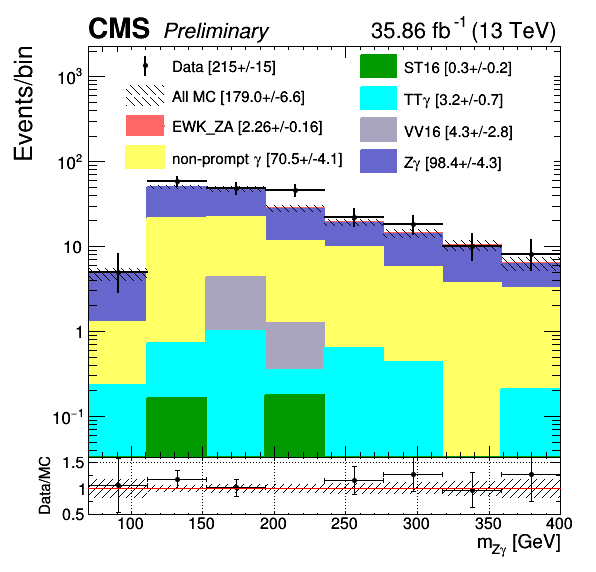 CMS Preliminary 35.86 fb⁻¹ (13 TeV)
Events/bin
Data [215+/-15]
All MC [179.0+/-6.6]
EWK_ZA [2.26+/-0.16]
non-prompt γ [70.5+/-4.1]
ST16 [0.3+/-0.2]
TTγ [3.2+/-0.7]
VV16 [4.3+/-2.8]
Zγ [98.4+/-4.3]
10³
10²
10
1
10⁻¹
Data/MC
1.5
1
0.5
100 150 200 250 300 350 400
m_Zγ [GeV]